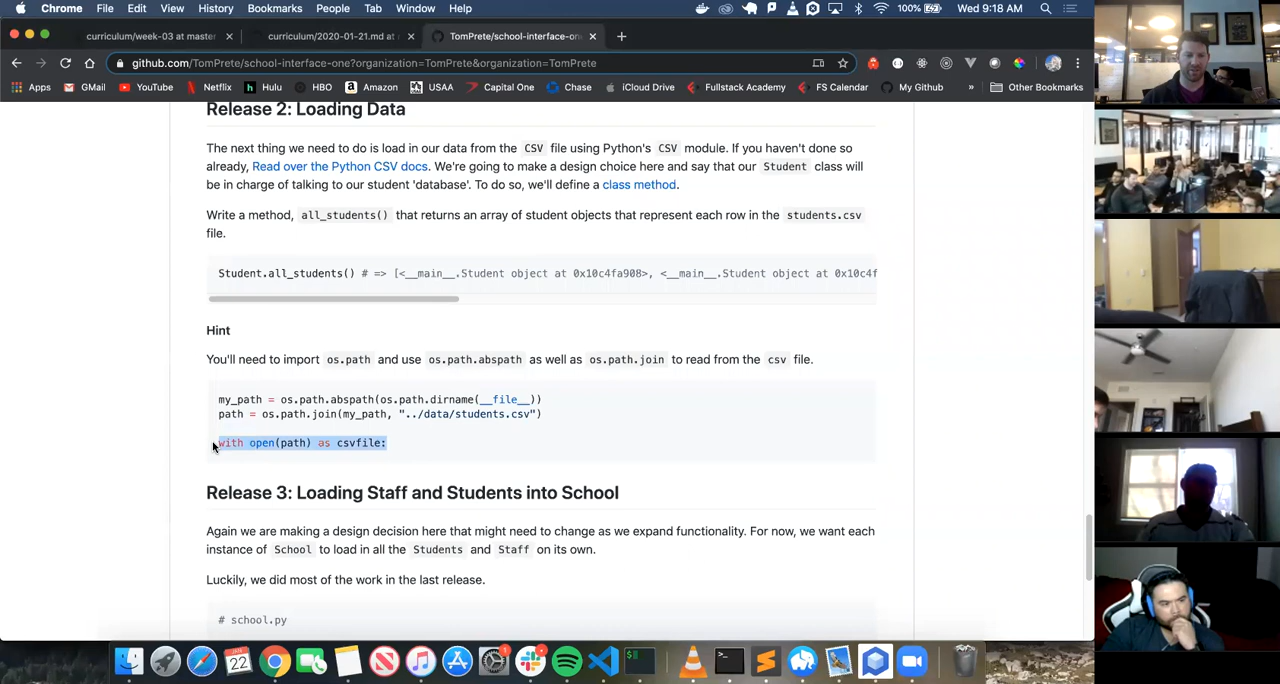 Chrome File Edit View History Bookmarks People Tab Window Help 100% Wed 9:18 AM
curriculum/week-03 at master curriculum/2020-01-21.md at TomPrete/school-interface-one
github.com/TomPrete/school-interface-one?organization=TomPrete&organization=TomPrete
Apps GMail YouTube Netflix Hulu HBO Amazon USAA Capital One Chase iCloud Drive Fullstack Academy FS Calendar My Github » Other Bookmarks
Release 2: Loading Data
The next thing we need to do is load in our data from the CSV file using Python's CSV module. If you haven't done so
already, Read over the Python CSV docs. We're going to make a design choice here and say that our Student class will
be in charge of talking to our student 'database'. To do so, we'll define a class method.
Write a method, all_students() that returns an array of student objects that represent each row in the students.csv
file.
Student.all_students() # => [<__main__.Student object at 0x10c4fa908>, <__main__.Student object at 0x10c4f
Hint
You'll need to import os.path and use os.path.abspath as well as os.path.join to read from the csv file.
my_path = os.path.abspath(os.path.dirname(__file__))
path = os.path.join(my_path, "../data/students.csv")
with open(path) as csvfile:
Release 3: Loading Staff and Students into School
Again we are making a design decision here that might need to change as we expand functionality. For now, we want each
instance of School to load in all the Students and Staff on its own.
Luckily, we did most of the work in the last release.
# school.py
22